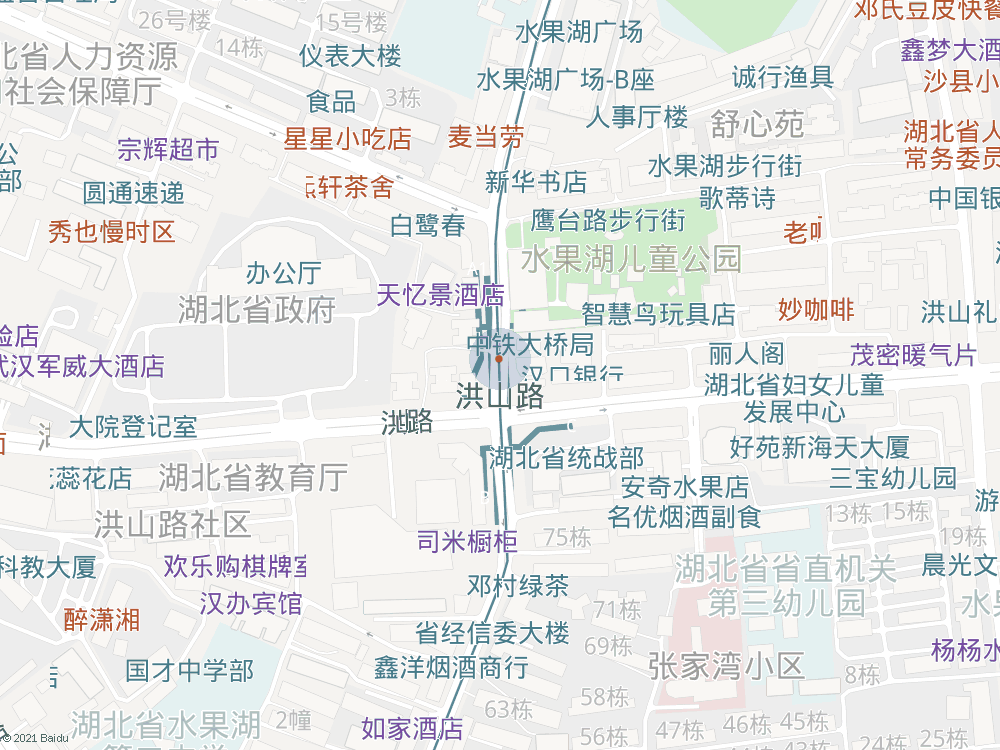 26号楼
15号楼
14栋
仪表大楼
水果湖广场
邓氏豆皮快餐
鑫梦大酒
北省人力资源
社会保障厅
食品
3栋
水果湖广场-B座
诚行渔具
沙县小
人事厅楼
舒心苑
星星小吃店
麦当劳
湖北省人
常务委员
宗辉超市
公
部
圆通速递
轩茶舍
新华书店
水果湖步行街
歌蒂诗
中国银
秀也慢时区
白鹭春
鹰台路步行街
老
水果湖儿童公园
办公厅
天忆景酒店
湖北省政府
智慧鸟玩具店
妙咖啡
洪山礼
验店
武汉军威大酒店
中铁大桥局
汉口银行
丽人阁
茂密暖气片
洪山路
湖北省妇女儿童
发展中心
大院登记室
路
好苑新海天大厦
湖北省统战部
蕊花店
湖北省教育厅
安奇水果店
三宝幼儿园
游
名优烟酒副食
13栋
15栋
洪山路社区
司米橱柜
75栋
19栋
科教大厦
欢乐购棋牌室
邓村绿茶
湖北省省直机关
第三幼儿园
晨光文
汉办宾馆
71栋
水果
醉潇湘
省经信委大楼
69栋
杨杨水
国才中学部
鑫洋烟酒商行
张家湾小区
8栋
店
58栋
湖北省水果湖
2幢
63栋
如家酒店
47栋
46栋
45栋
24栋
25栋
© 2021 Baidu